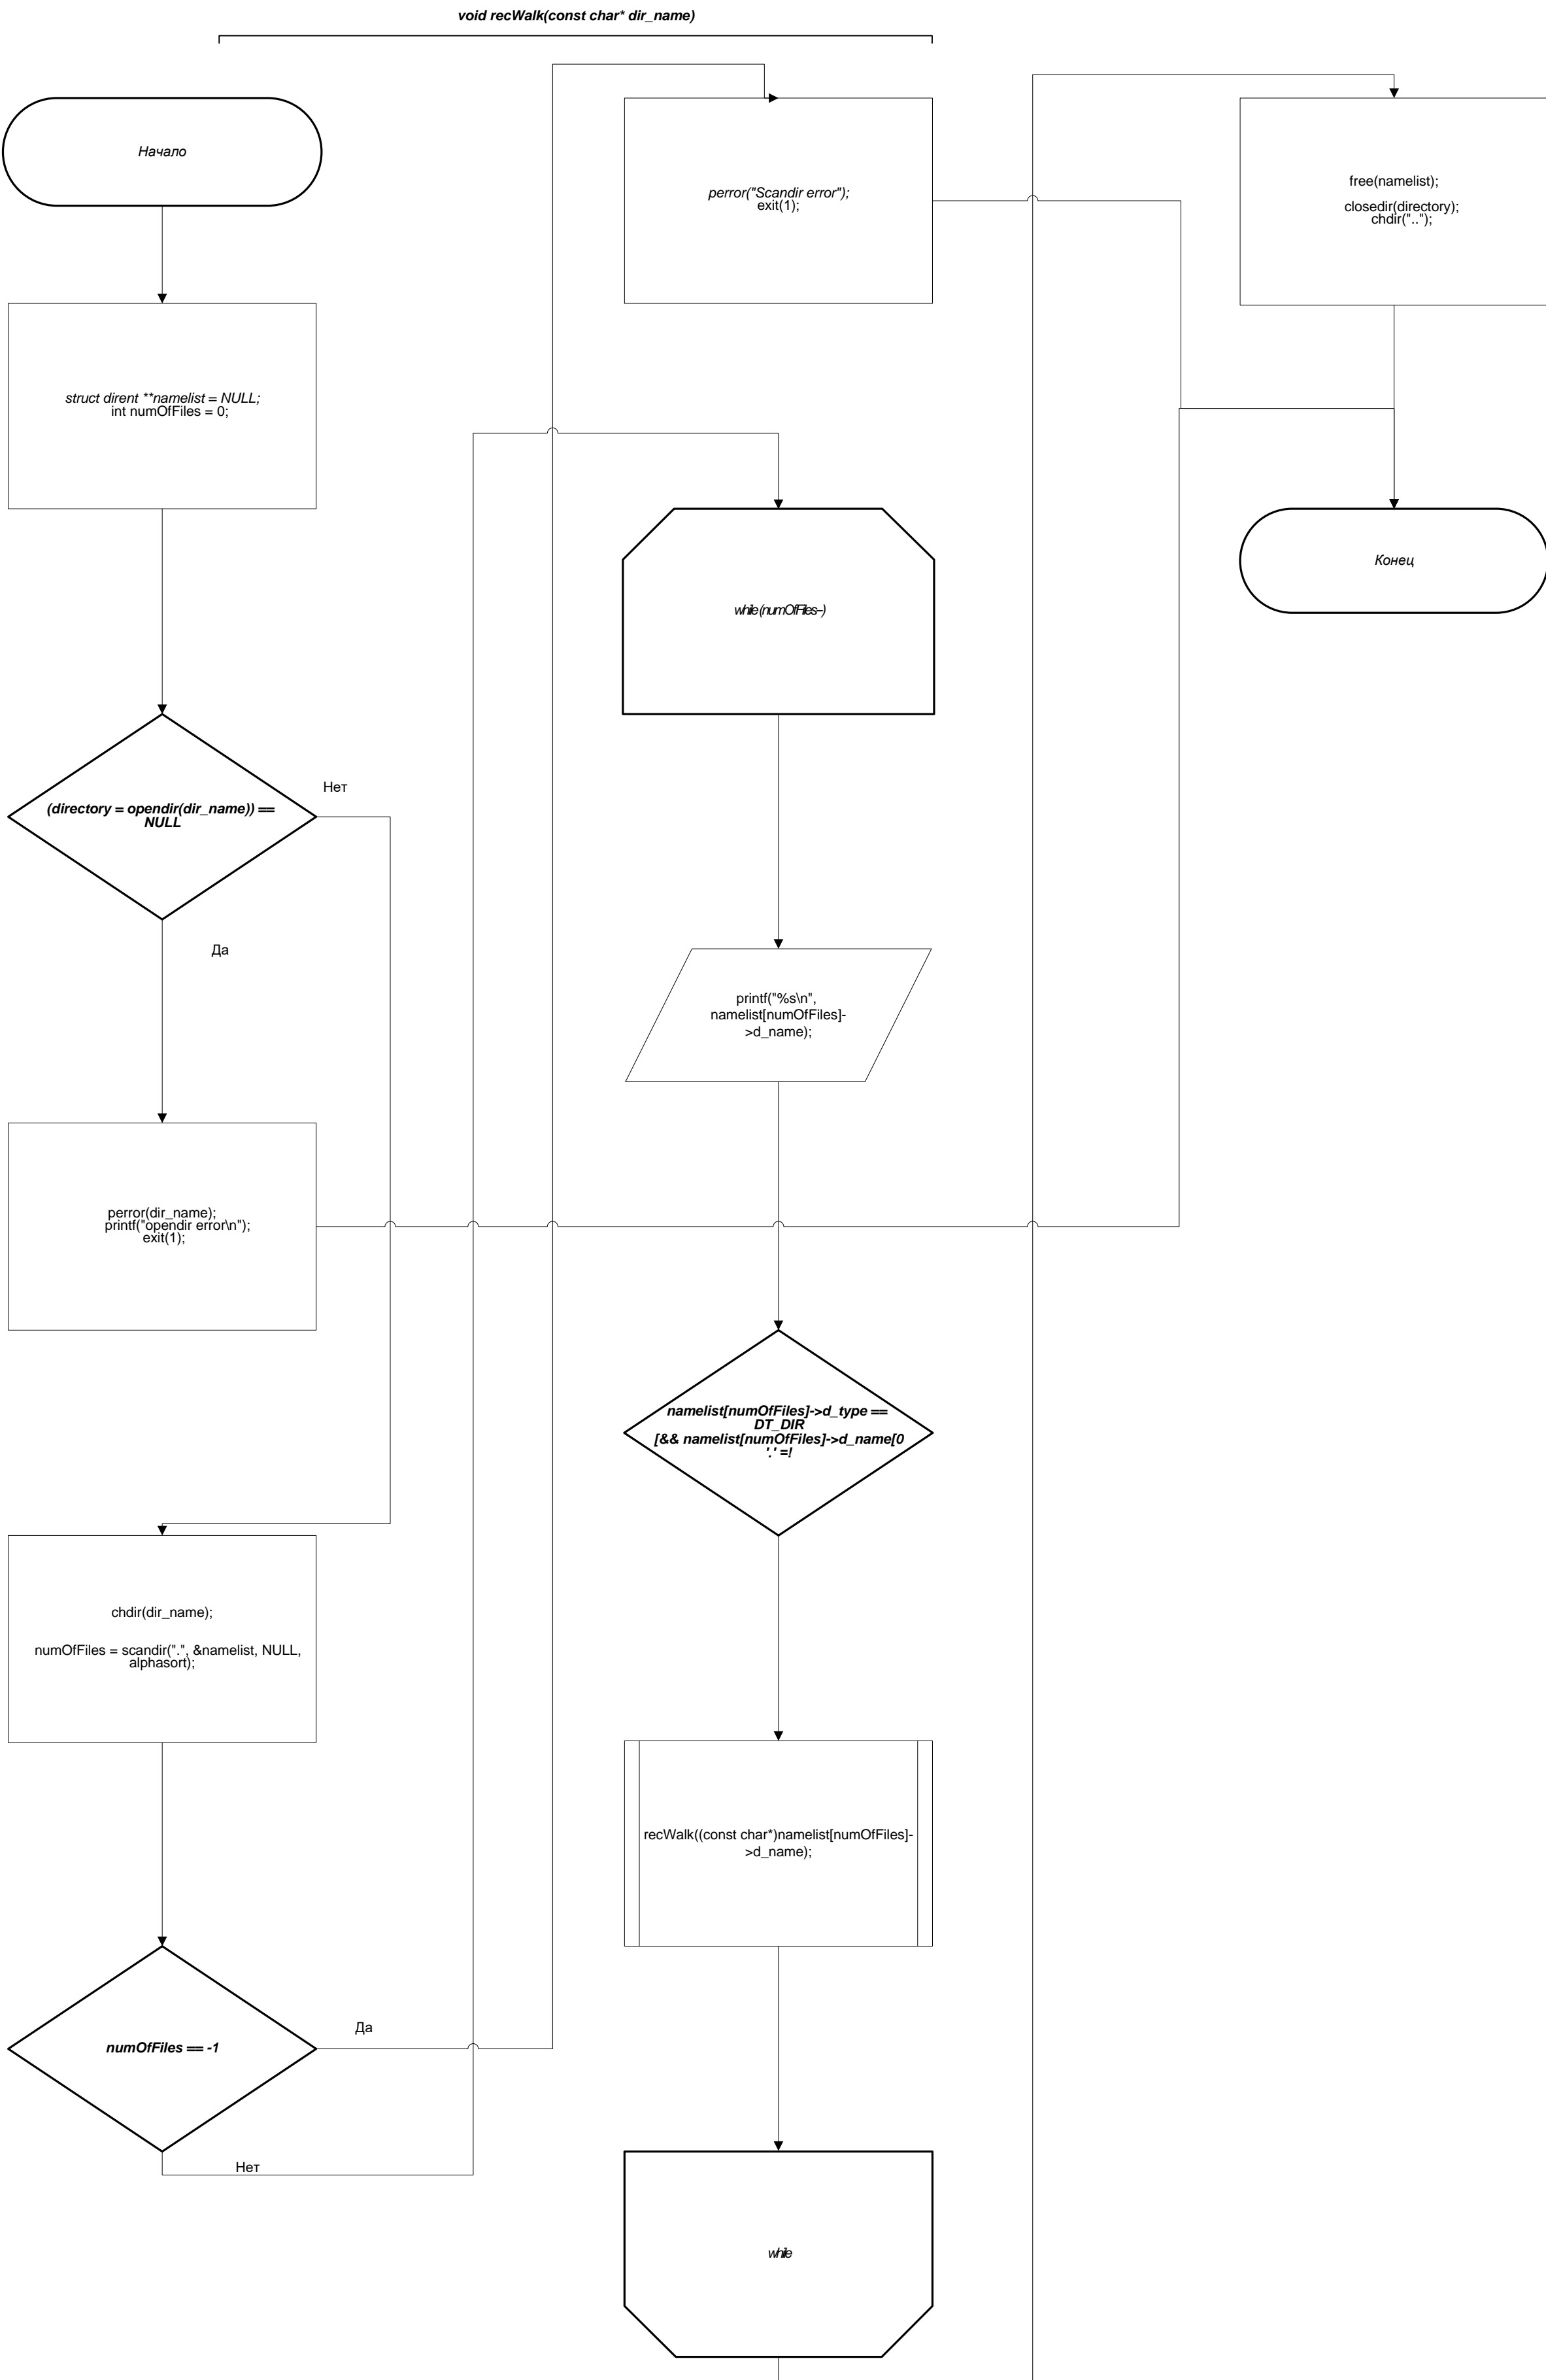 void recWalk(const char* dir_name)
Начало
struct dirent **namelist = NULL;
int numOfFiles = 0;
(directory = opendir(dir_name)) ==
NULL
Нет
Да
perror(dir_name);
printf("opendir error\n");
exit(1);
chdir(dir_name);
numOfFiles = scandir(".", &namelist, NULL,
alphasort);
numOfFiles == -1
Да
Нет
perror("Scandir error");
exit(1);
while(numOfFiles--)
printf("%s\n",
namelist[numOfFiles]-
>d_name);
namelist[numOfFiles]->d_type ==
DT_DIR
[&& namelist[numOfFiles]->d_name[0
'.' =!
recWalk((const char*)namelist[numOfFiles]-
>d_name);
while
free(namelist);
closedir(directory);
chdir("..");
Конец